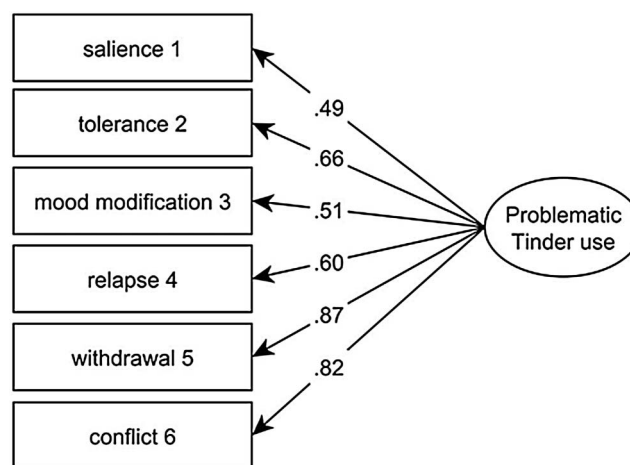 salience 1
.49
tolerance 2
.66
mood modification 3
.51
Problematic
Tinder use
relapse 4
.60
withdrawal 5
.87
conflict 6
.82